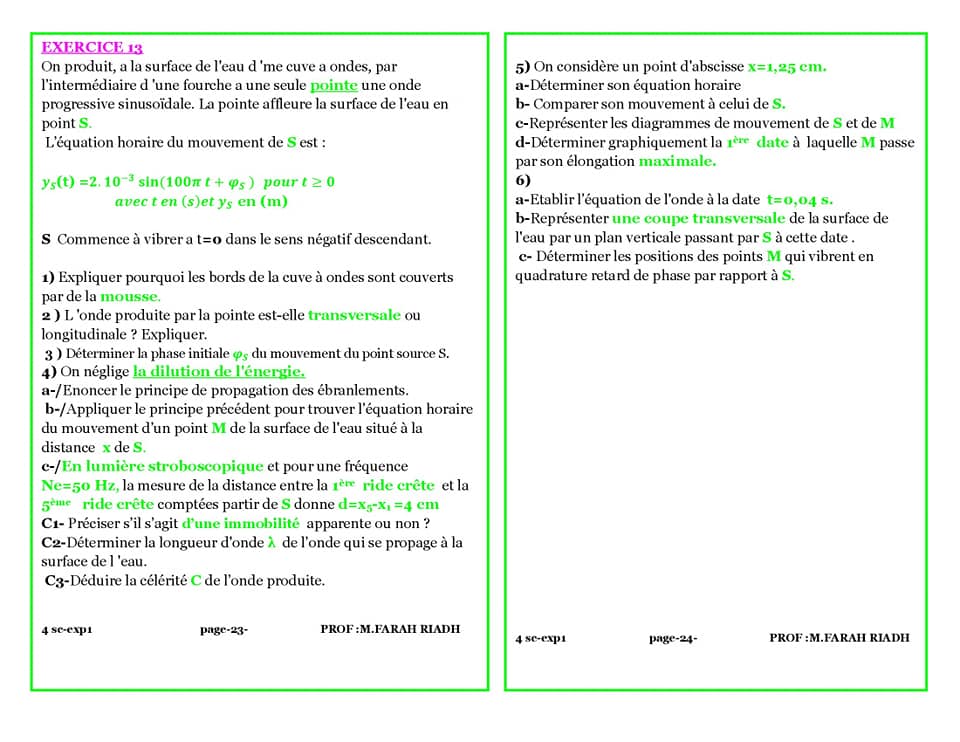 EXERCICE 13
On produit, a la surface de l'eau d 'me cuve a ondes, par
l'intermédiaire d 'une fourche a une seule pointe une onde
progressive sinusoïdale. La pointe affleure la surface de l'eau en
point S.
L'équation horaire du mouvement de S est :
yS(t) =2. 10⁻³ sin(100π t + φS ) pour t ≥ 0
avec t en (s)et yS en (m)
S Commence à vibrer a t=0 dans le sens négatif descendant.
1) Expliquer pourquoi les bords de la cuve à ondes sont couverts
par de la mousse.
2 ) L 'onde produite par la pointe est-elle transversale ou
longitudinale ? Expliquer.
3 ) Déterminer la phase initiale φS du mouvement du point source S.
4) On néglige la dilution de l'énergie.
a-/Enoncer le principe de propagation des ébranlements.
b-/Appliquer le principe précédent pour trouver l'équation horaire
du mouvement d'un point M de la surface de l'eau situé à la
distance x de S.
c-/En lumière stroboscopique et pour une fréquence
Ne=50 Hz, la mesure de la distance entre la 1ère ride crête et la
5ème ride crête comptées partir de S donne d=x5-x1 =4 cm
C1- Préciser s'il s'agit d'une immobilité apparente ou non ?
C2-Déterminer la longueur d'onde λ de l'onde qui se propage à la
surface de l 'eau.
C3-Déduire la célérité C de l'onde produite.
4 sc-exp1 page-23- PROF :M.FARAH RIADH
5) On considère un point d'abscisse x=1,25 cm.
a-Déterminer son équation horaire
b- Comparer son mouvement à celui de S.
c-Représenter les diagrammes de mouvement de S et de M
d-Déterminer graphiquement la 1ère date à laquelle M passe
par son élongation maximale.
6)
a-Etablir l'équation de l'onde à la date t=0,04 s.
b-Représenter une coupe transversale de la surface de
l'eau par un plan verticale passant par S à cette date .
c- Déterminer les positions des points M qui vibrent en
quadrature retard de phase par rapport à S.
4 sc-exp1 page-24- PROF :M.FARAH RIADH